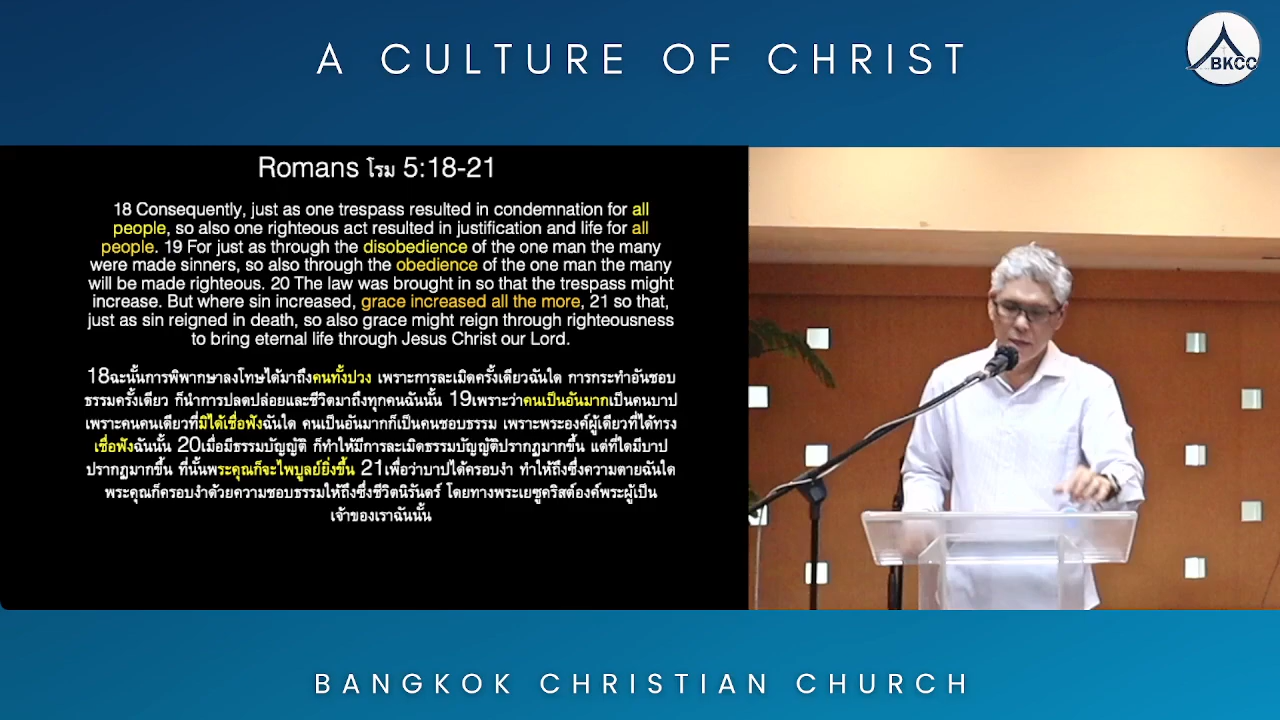 A CULTURE OF CHRIST
BKCC
Romans โรม 5:18-21
18 Consequently, just as one trespass resulted in condemnation for all
people, so also one righteous act resulted in justification and life for all
people. 19 For just as through the disobedience of the one man the many
were made sinners, so also through the obedience of the one man the many
will be made righteous. 20 The law was brought in so that the trespass might
increase. But where sin increased, grace increased all the more, 21 so that,
just as sin reigned in death, so also grace might reign through righteousness
to bring eternal life through Jesus Christ our Lord.
18ฉะนั้นการพิพากษาลงโทษได้มาถึงคนทั้งปวง เพราะการละเมิดครั้งเดียวฉันใด การกระทำอันชอบ
ธรรมครั้งเดียว ก็นำการปลดปล่อยและชีวิตมาถึงทุกคนฉันนั้น 19เพราะว่าคนเป็นอันมากเป็นคนบาป
เพราะคนคนเดียวที่มิได้เชื่อฟังฉันใด คนเป็นอันมากก็เป็นคนชอบธรรม เพราะพระองค์ผู้เดียวที่ได้ทรง
เชื่อฟังฉันนั้น 20เมื่อมีธรรมบัญญัติ ก็ทำให้มีการละเมิดธรรมบัญญัติปรากฏมากขึ้น แต่ที่ใดมีบาป
ปรากฏมากขึ้น ที่นั้นพระคุณก็จะไพบูลย์ยิ่งขึ้น 21เพื่อว่าบาปได้ครอบงำ ทำให้ถึงซึ่งความตายฉันใด
พระคุณก็ครอบงำด้วยความชอบธรรมให้ถึงซึ่งชีวิตนิรันดร์ โดยทางพระเยซูคริสต์องค์พระผู้เป็น
เจ้าของเราฉันนั้น
BANGKOK CHRISTIAN CHURCH